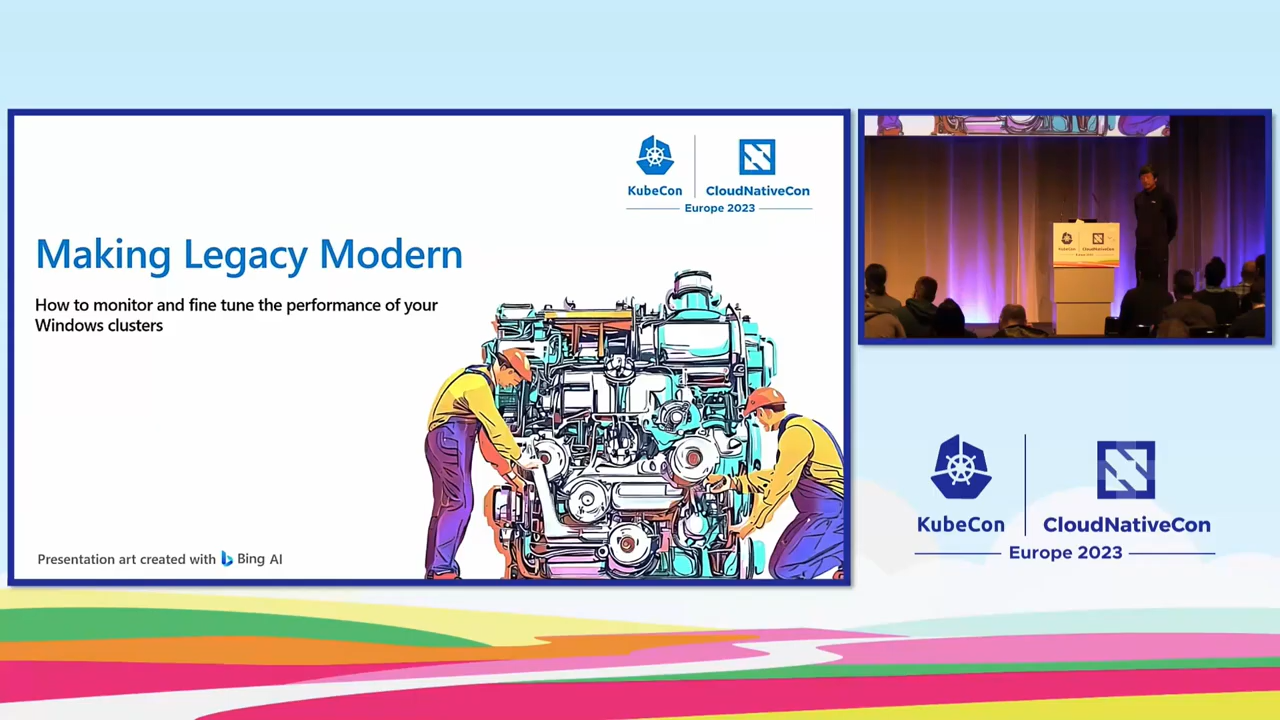 KubeCon
CloudNativeCon
Europe 2023
Making Legacy Modern
How to monitor and fine tune the performance of your
Windows clusters
Presentation art created with Bing AI
KubeCon
CloudNativeCon
Europe 2023